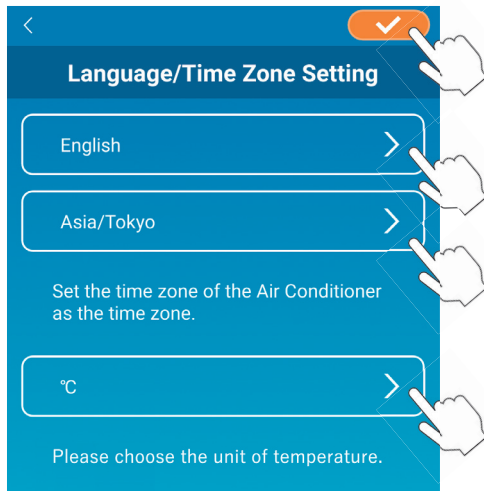 Language/Time Zone Setting
English
Asia/Tokyo
Set the time zone of the Air Conditioner
as the time zone.
℃
Please choose the unit of temperature.